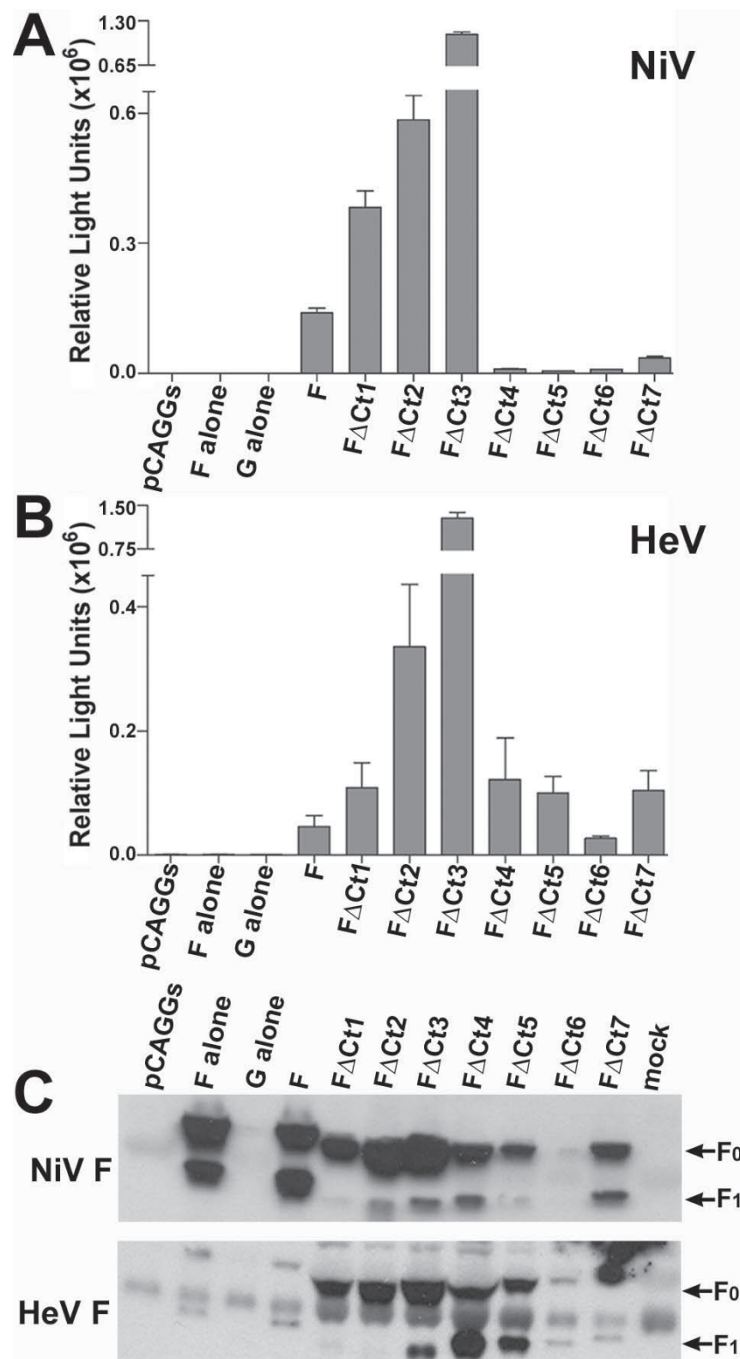 A
NiV
Relative Light Units (x10⁶)
1.30
0.65
0.6
0.3
0.0
pCAGGs
F alone
G alone
F
FΔCt1
FΔCt2
FΔCt3
FΔCt4
FΔCt5
FΔCt6
FΔCt7
B
HeV
Relative Light Units (x10⁶)
1.50
0.75
0.4
0.2
0.0
pCAGGs
F alone
G alone
F
FΔCt1
FΔCt2
FΔCt3
FΔCt4
FΔCt5
FΔCt6
FΔCt7
C
pCAGGs
F alone
G alone
F
FΔCt1
FΔCt2
FΔCt3
FΔCt4
FΔCt5
FΔCt6
FΔCt7
mock
NiV F
F₀
F₁
HeV F
F₀
F₁